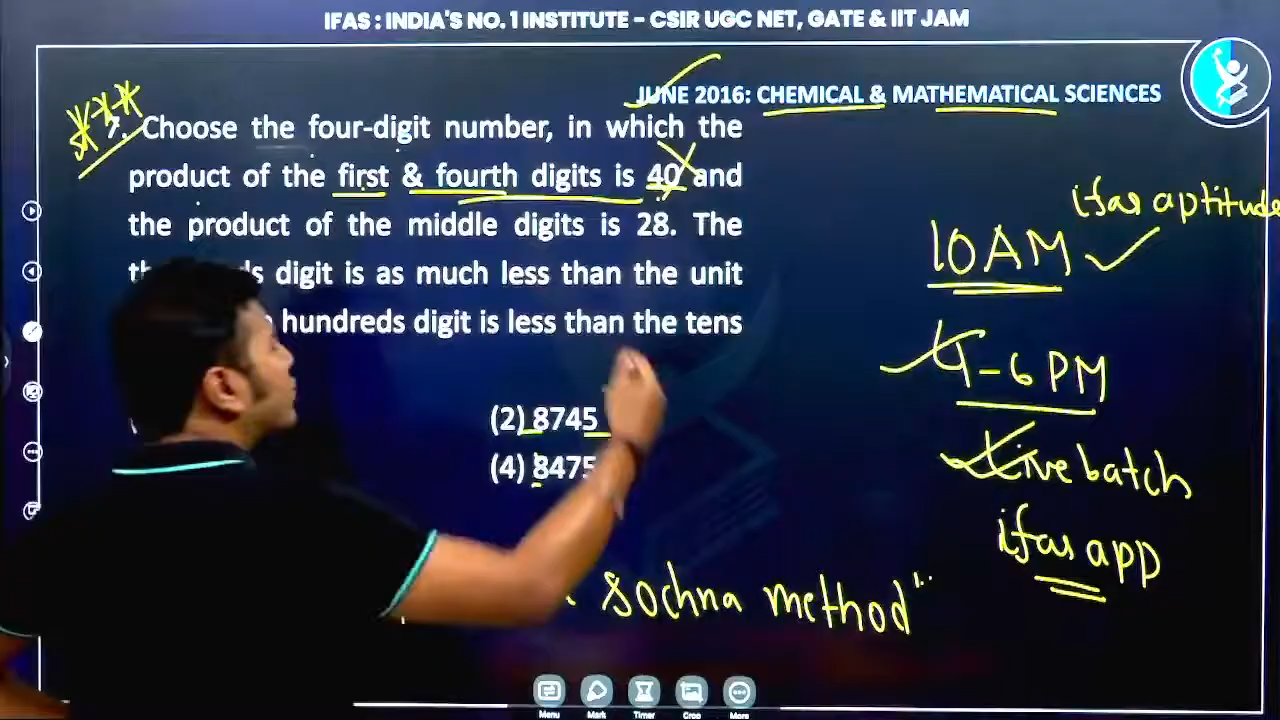 IFAS : INDIA'S NO. 1 INSTITUTE - CSIR UGC NET, GATE & IIT JAM
JUNE 2016: CHEMICAL & MATHEMATICAL SCIENCES
7. Choose the four-digit number, in which the
product of the first & fourth digits is 40 and
the product of the middle digits is 28. The
digit is as much less than the unit
hundreds digit is less than the tens
(2) 8745
(4) 8475
sochna method"
ifas aptitude
10AM
4-6 PM
Live batch
ifas app
Menu Mark Timer Crop More